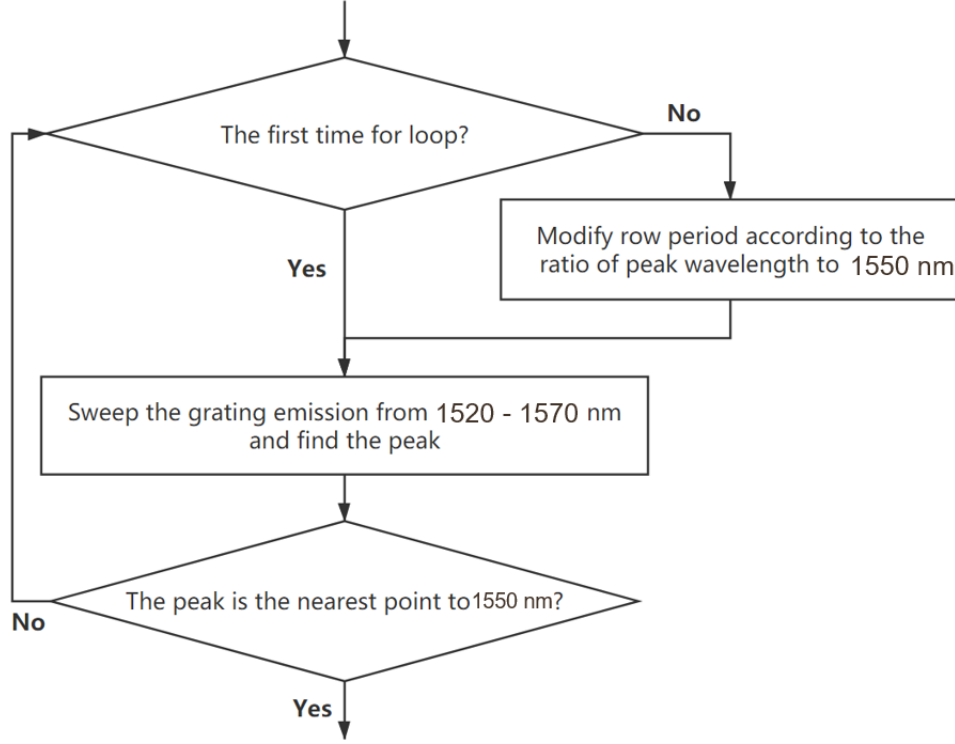 The first time for loop?
No
Yes
Modify row period according to the
ratio of peak wavelength to 1550 nm
Sweep the grating emission from 1520 - 1570 nm
and find the peak
The peak is the nearest point to1550 nm?
No
Yes